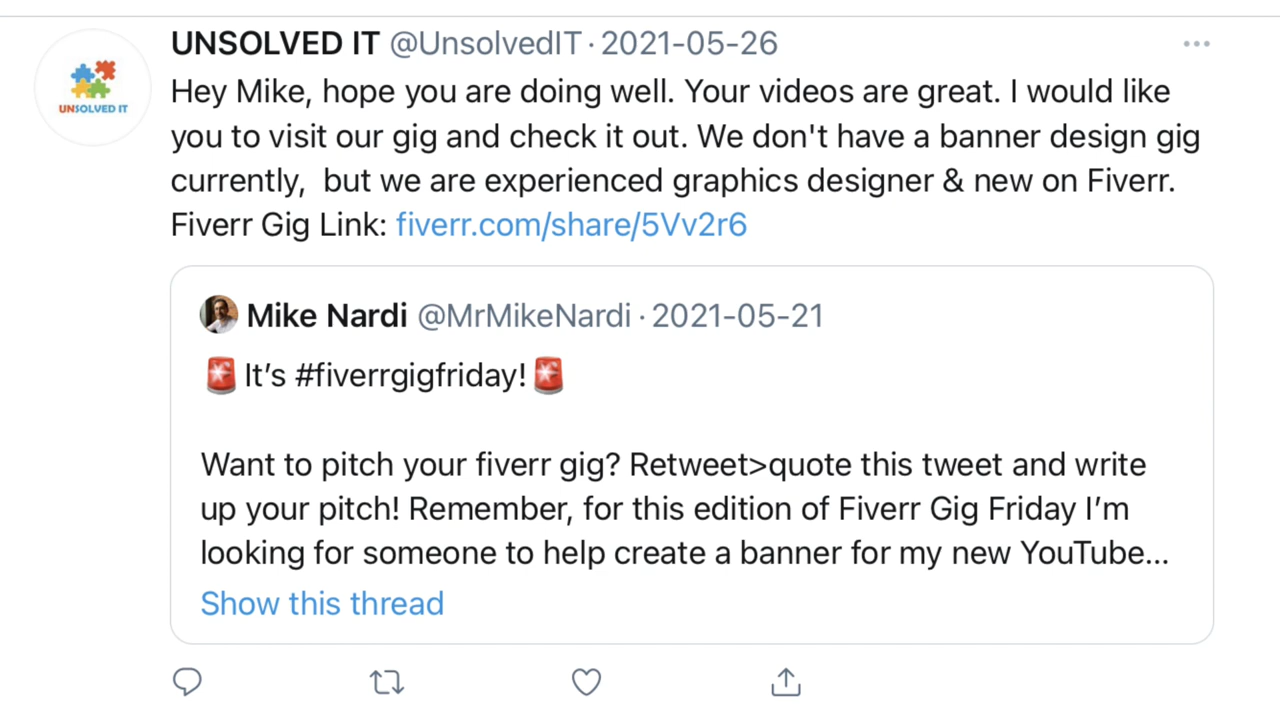 UNSOLVED IT @UnsolvedIT · 2021-05-26
UNSOLVED IT
Hey Mike, hope you are doing well. Your videos are great. I would like
you to visit our gig and check it out. We don't have a banner design gig
currently,  but we are experienced graphics designer & new on Fiverr.
Fiverr Gig Link: fiverr.com/share/5Vv2r6
Mike Nardi @MrMikeNardi · 2021-05-21
🚨 It’s #fiverrgigfriday! 🚨
Want to pitch your fiverr gig? Retweet>quote this tweet and write
up your pitch! Remember, for this edition of Fiverr Gig Friday I’m
looking for someone to help create a banner for my new YouTube...
Show this thread